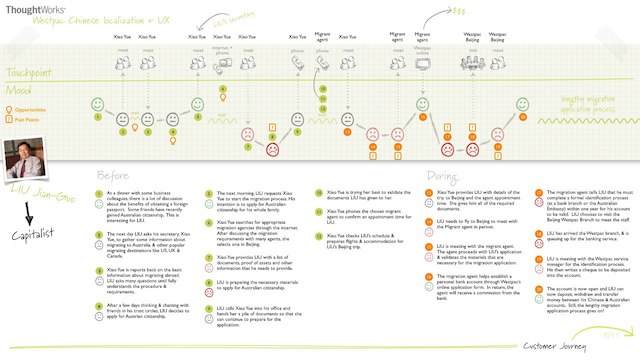 ThoughtWorks®
Westpac Chinese localization + UX
LIU's secretary
$$$
Xiao Yue
Xiao Yue
Xiao Yue
Xiao Yue
Xiao Yue
Xiao Yue
Xiao Yue
Migrant
agent
Xiao Yue
Migrant
agent
Migrant
agent
Westpac
Beijing
Westpac
Beijing
meet
meet
meet
internet +
phone
meet
phone
phone
meet
meet
Westpac
online
visit
meet
Touchpoint
Mood
Opportunities
Pain Points
wait
wait
lengthy migration
application process
LIU Jian-Guo
Capitalist
Before
During
1 At a dinner with some business
colleagues, there is a lot of discussion
about the benefits of obtaining a foreign
passport. Some friends have recently
gained Australian citizenship. This is
interesting for LIU.
2 The next day LIU asks his secretary, Xiao
Yue, to gather some information about
migrating to Australia, & other popular
migrating destinations like US, UK &
Canada.
3 Xiao Yue is reports back on the basic
information about migrating abroad.
LIU asks many questions until fully
understands the procedure &
requirements.
4 After a few days thinking & chatting with
friends in his trust circles, LIU decides to
apply for Australian citizenship.
5 The next morning, LIU requests Xiao
Yue to start the migration process. His
intention is to apply for Australian
citizenship for his whole family.
6 Xiao Yue searches for appropriate
migration agencies through the internet.
After discussing the migration
requirements with many agents, she
selects one in Beijing
7 Xiao Yue provides LIU with a list of
documents, proof of assets and other
information that he needs to provide.
8 LIU is preparing the necessary materials
to apply for Australian citizenship.
9 LIU calls Xiao Yue into his office and
hands her a pile of documents so that she
can continue to prepare for the
application.
10 Xiao Yue is trying her best to validate the
documents LIU has given to her.
11 Xiao Yue phones the chosen migrant
agent to confirm an appointment time for
LIU.
12 Xiao Yue checks LIU's schedule &
prepares flights & accommodation for
LIU's Beijing trip.
13 Xiao Yue provides LIU with details of the
trip to Beijing and the agent appointment
time. She gives him all of the required
documents.
14 LIU needs to fly to Beijing to meet with
the Migrant agent in partner.
15 LIU is meeting with the migrant agent.
The agent proceeds with LIU's application
& validates the materials that are
necessary for the migration application.
16 The migration agent helps establish a
personal bank account through Westpac's
online application form. In return, the
agent will receive a commission from the
bank.
17 The migration agent tells LIU that he must
complete a formal identification process
(at a bank branch or the Australian
Embassy) within one year for his account
to be valid. LIU chooses to visit the
Beijing Westpac Branch to meet the staff.
18 LIU has arrived the Westpac branch, & is
queuing up for the banking service.
19 LIU is meeting with a Westpac service
manager for the identification process.
He then writes a cheque to be deposited
into the account.
20 The account is now open and LIU can
now deposit, withdraw and transfer
money between his Chinese & Australian
accounts. Still, the lengthy migration
application process goes on!
Customer Journey